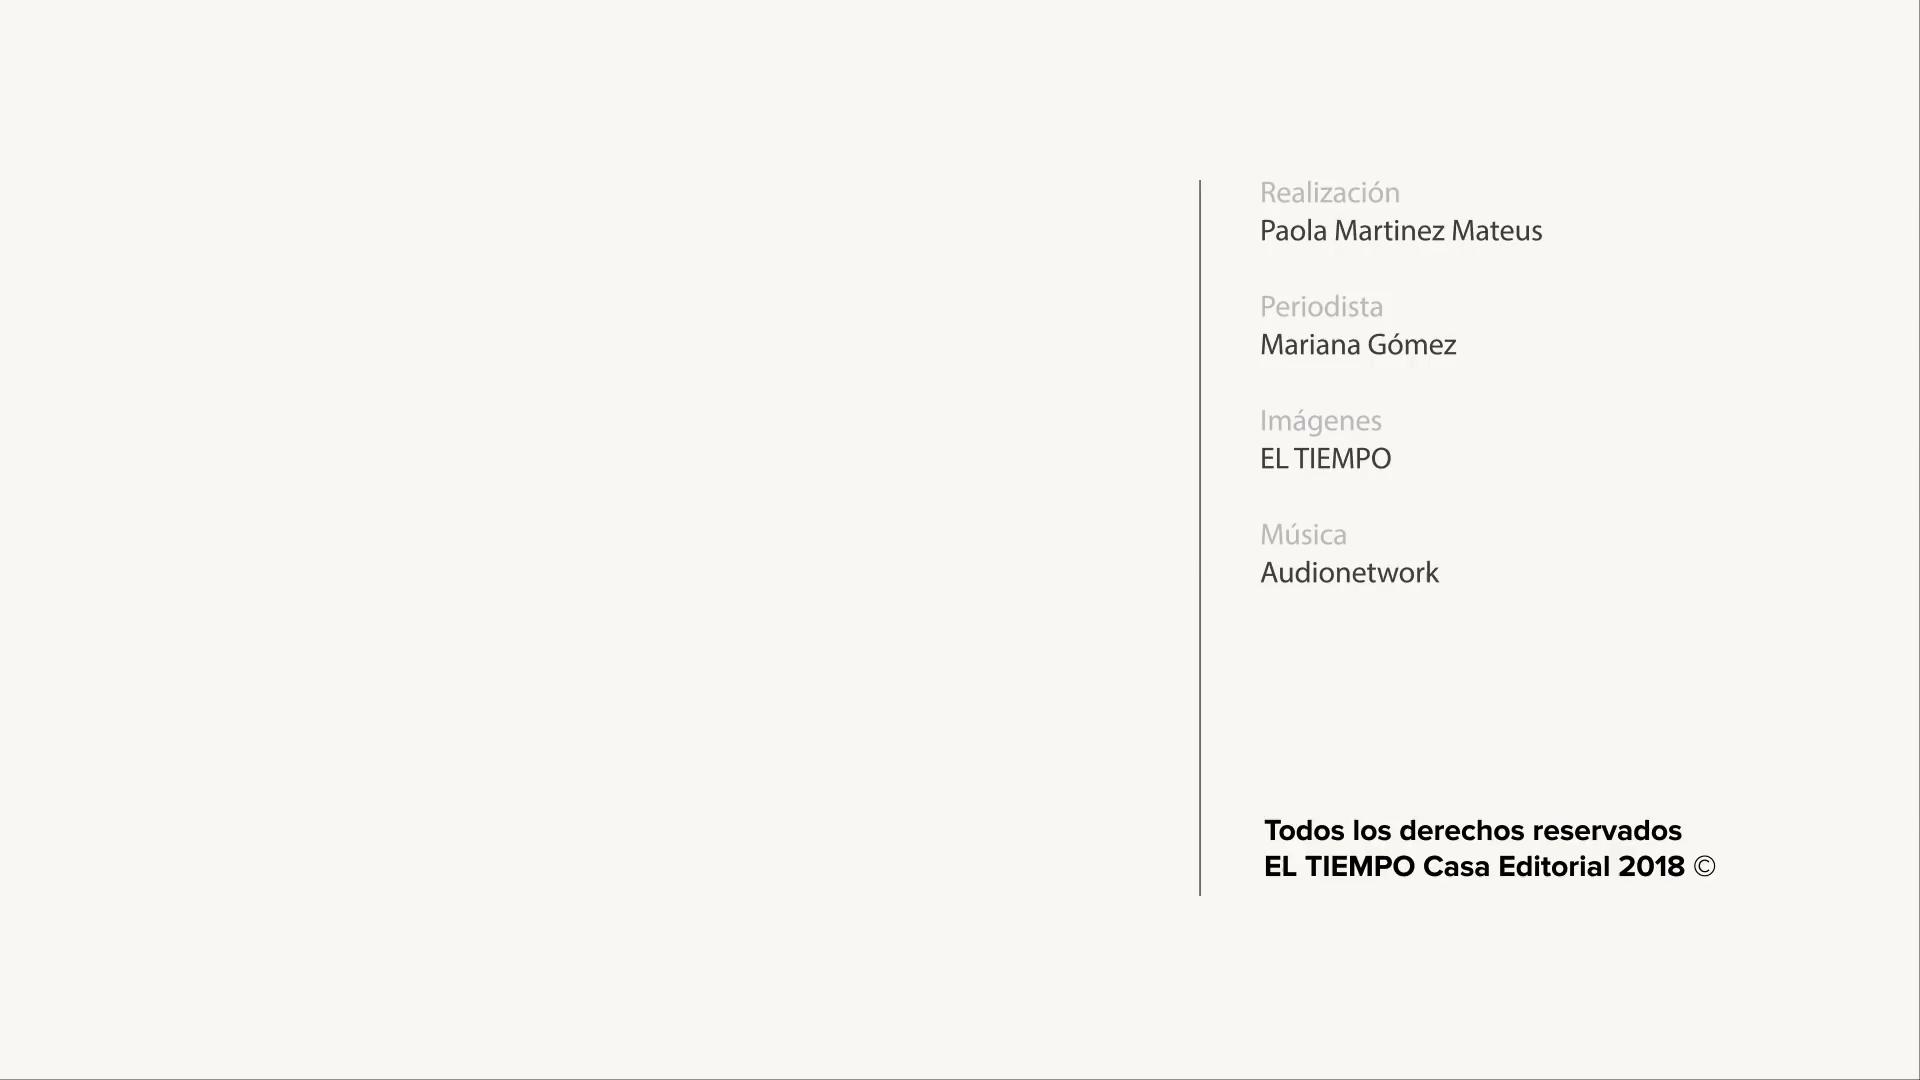 Realización
Paola Martinez Mateus
Periodista
Mariana Gómez
Imágenes
EL TIEMPO
Música
Audionetwork
Todos los derechos reservados
EL TIEMPO Casa Editorial 2018 ©